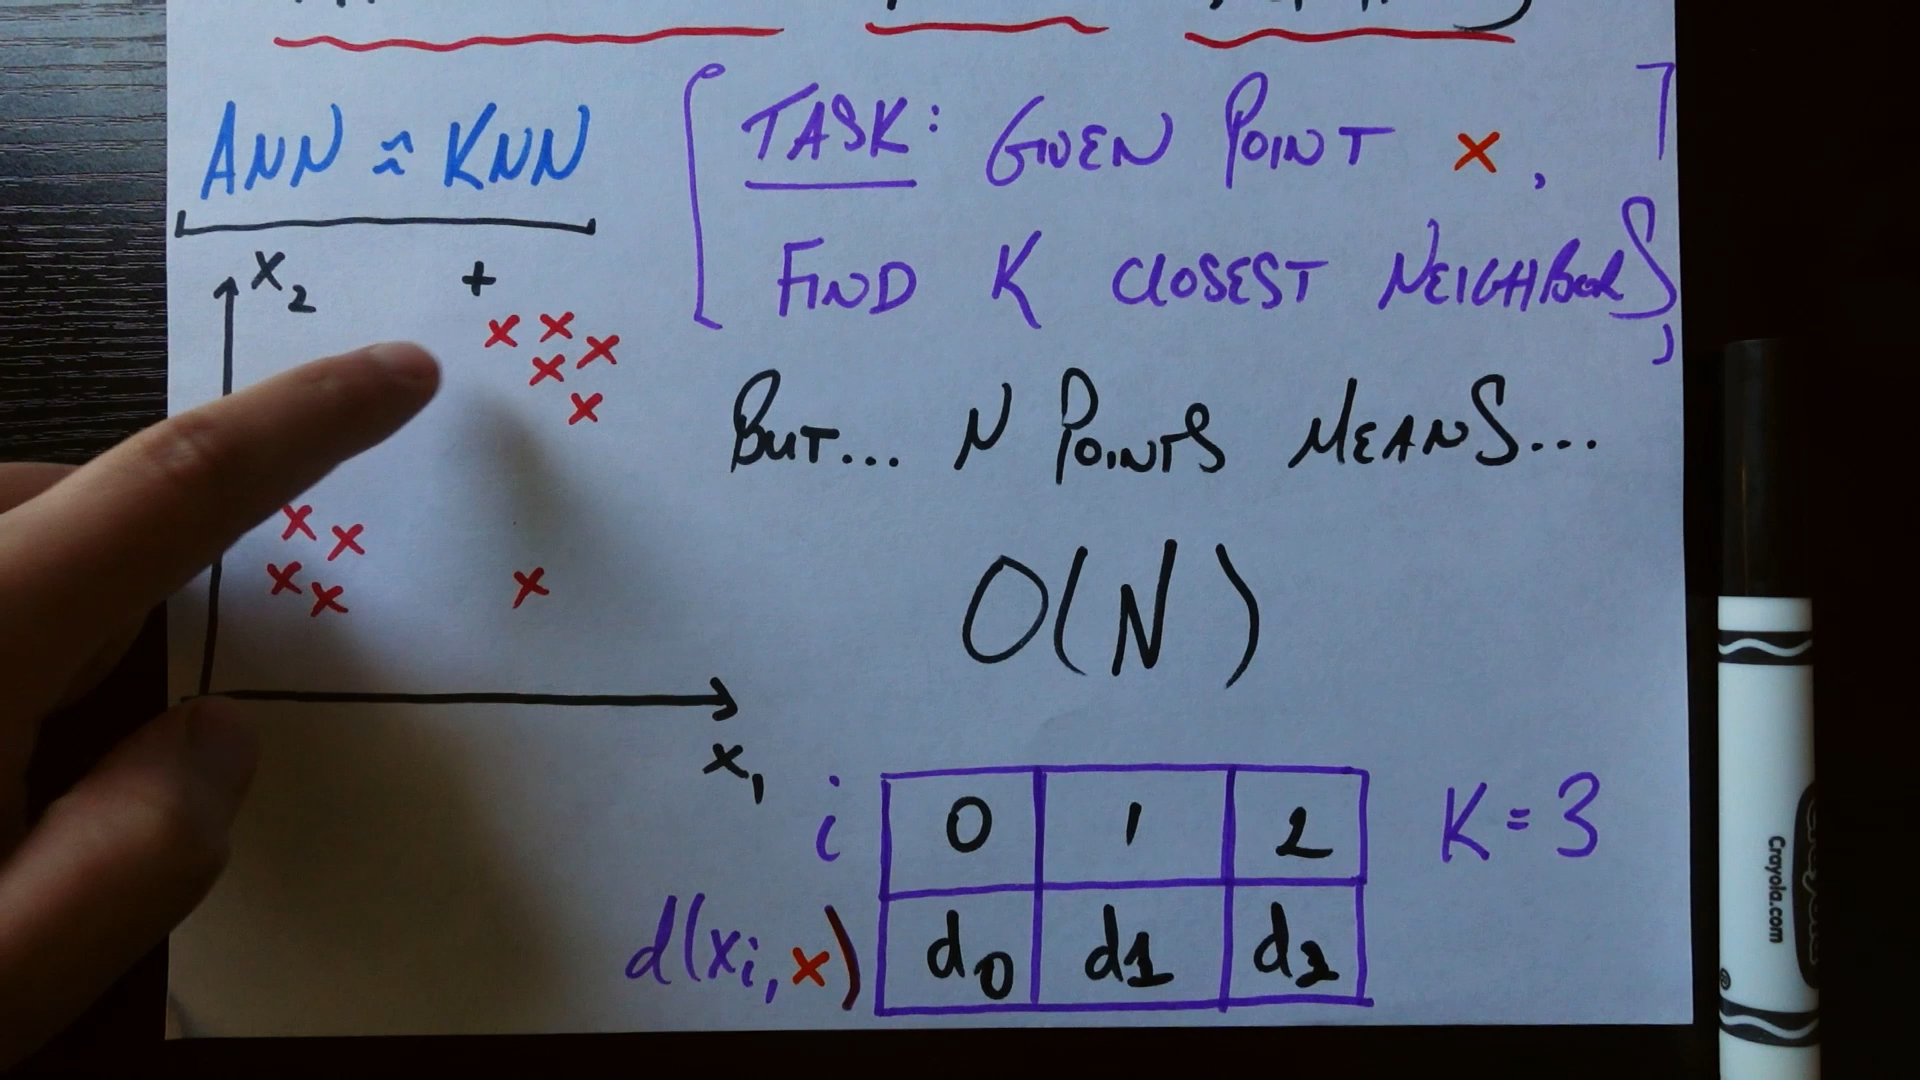 ANN ≈ KNN
TASK: GIVEN POINT x,
FIND K CLOSEST NEIGHBORS,
x2
+
BUT... N POINTS MEANS...
O(N)
x1
i 0 1 2 K = 3
d(xi, x) d0 d1 d2
Crayola.com